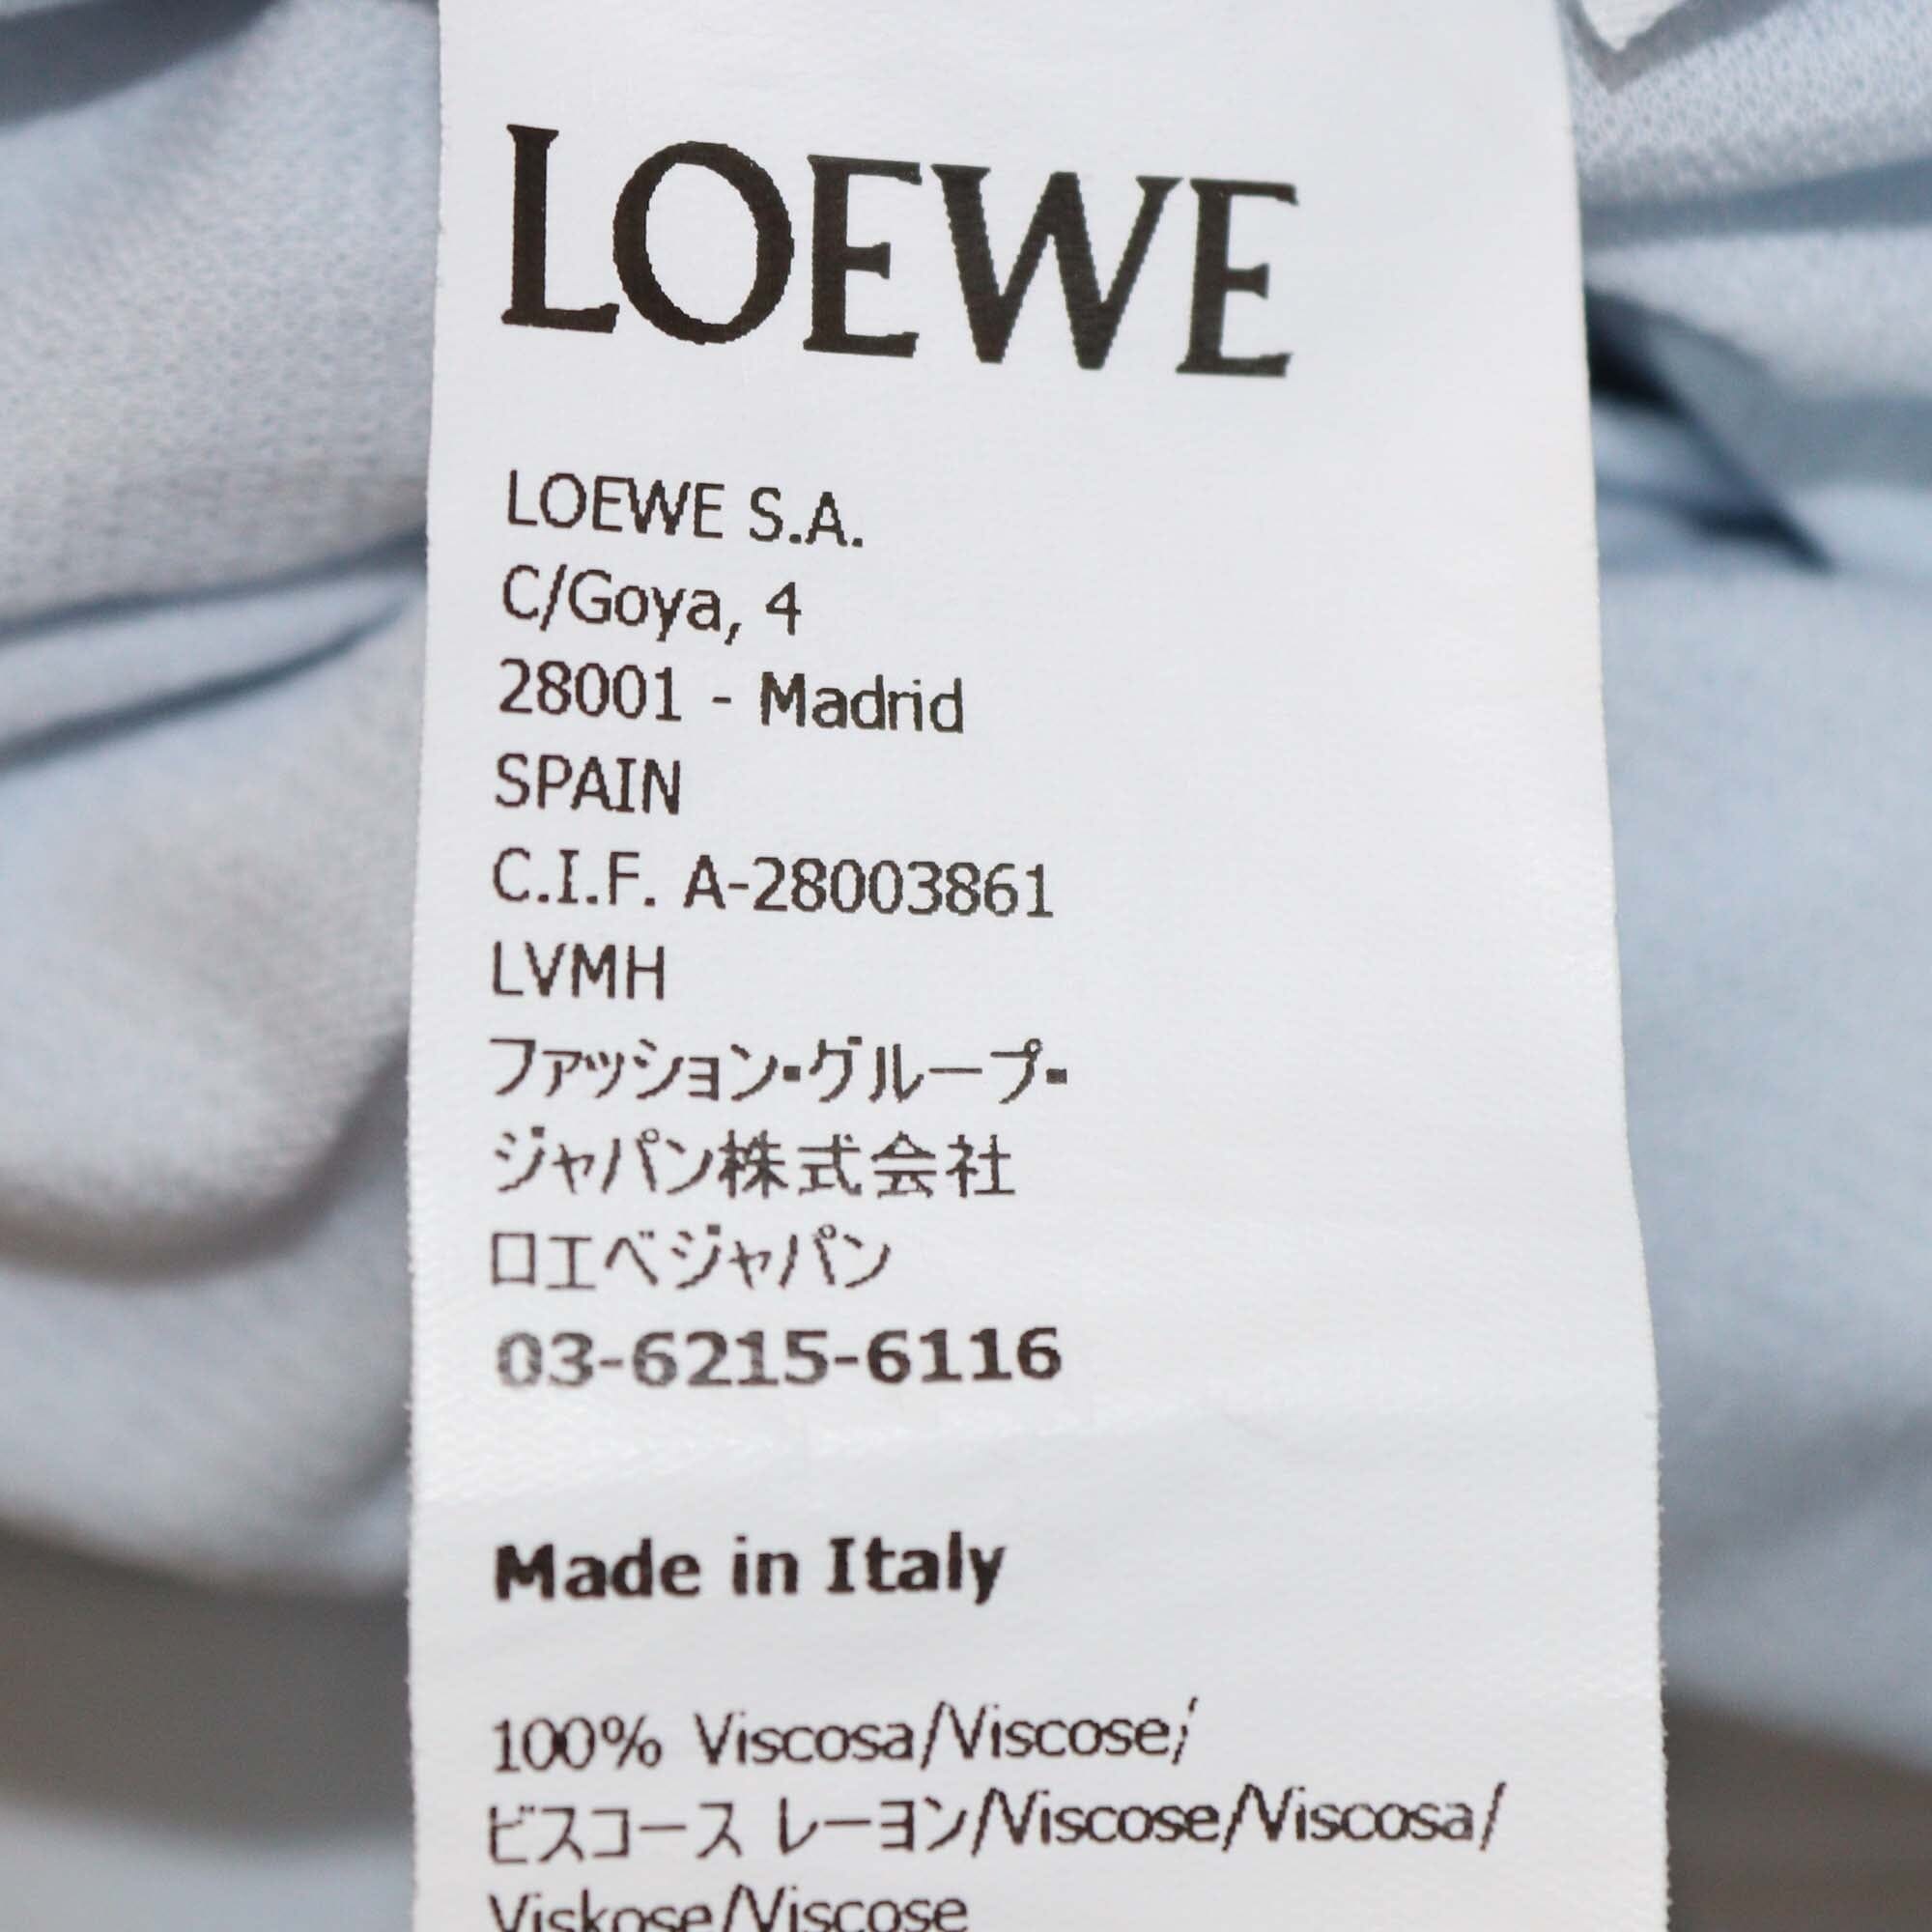 LOEWE
LOEWE S.A.
C/Goya, 4
28001 - Madrid
SPAIN
C.I.F. A-28003861
LVMH
ファッション・グループ・
ジャパン株式会社
ロエベジャパン
03-6215-6116
Made in Italy
100% Viscosa/Viscose/
ビスコース レーヨン/Viscose/Viscosa/
Viskose/Viscose